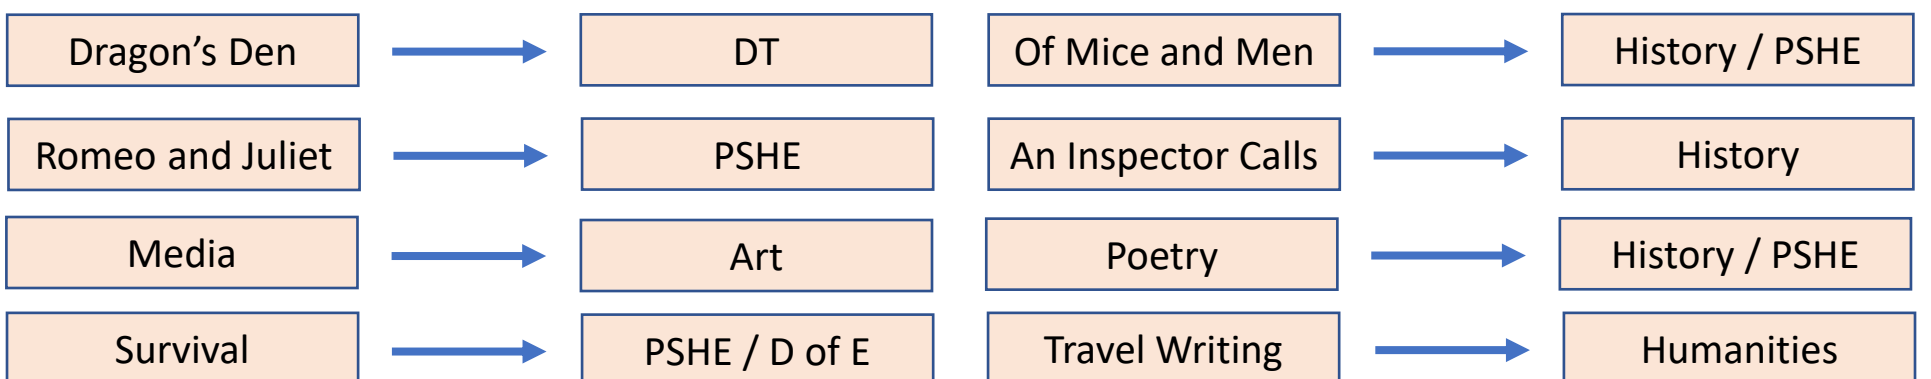 Dragon’s Den
DT
Of Mice and Men
History / PSHE
Romeo and Juliet
PSHE
An Inspector Calls
History
Media
Art
Poetry
History / PSHE
Survival
PSHE / D of E
Travel Writing
Humanities